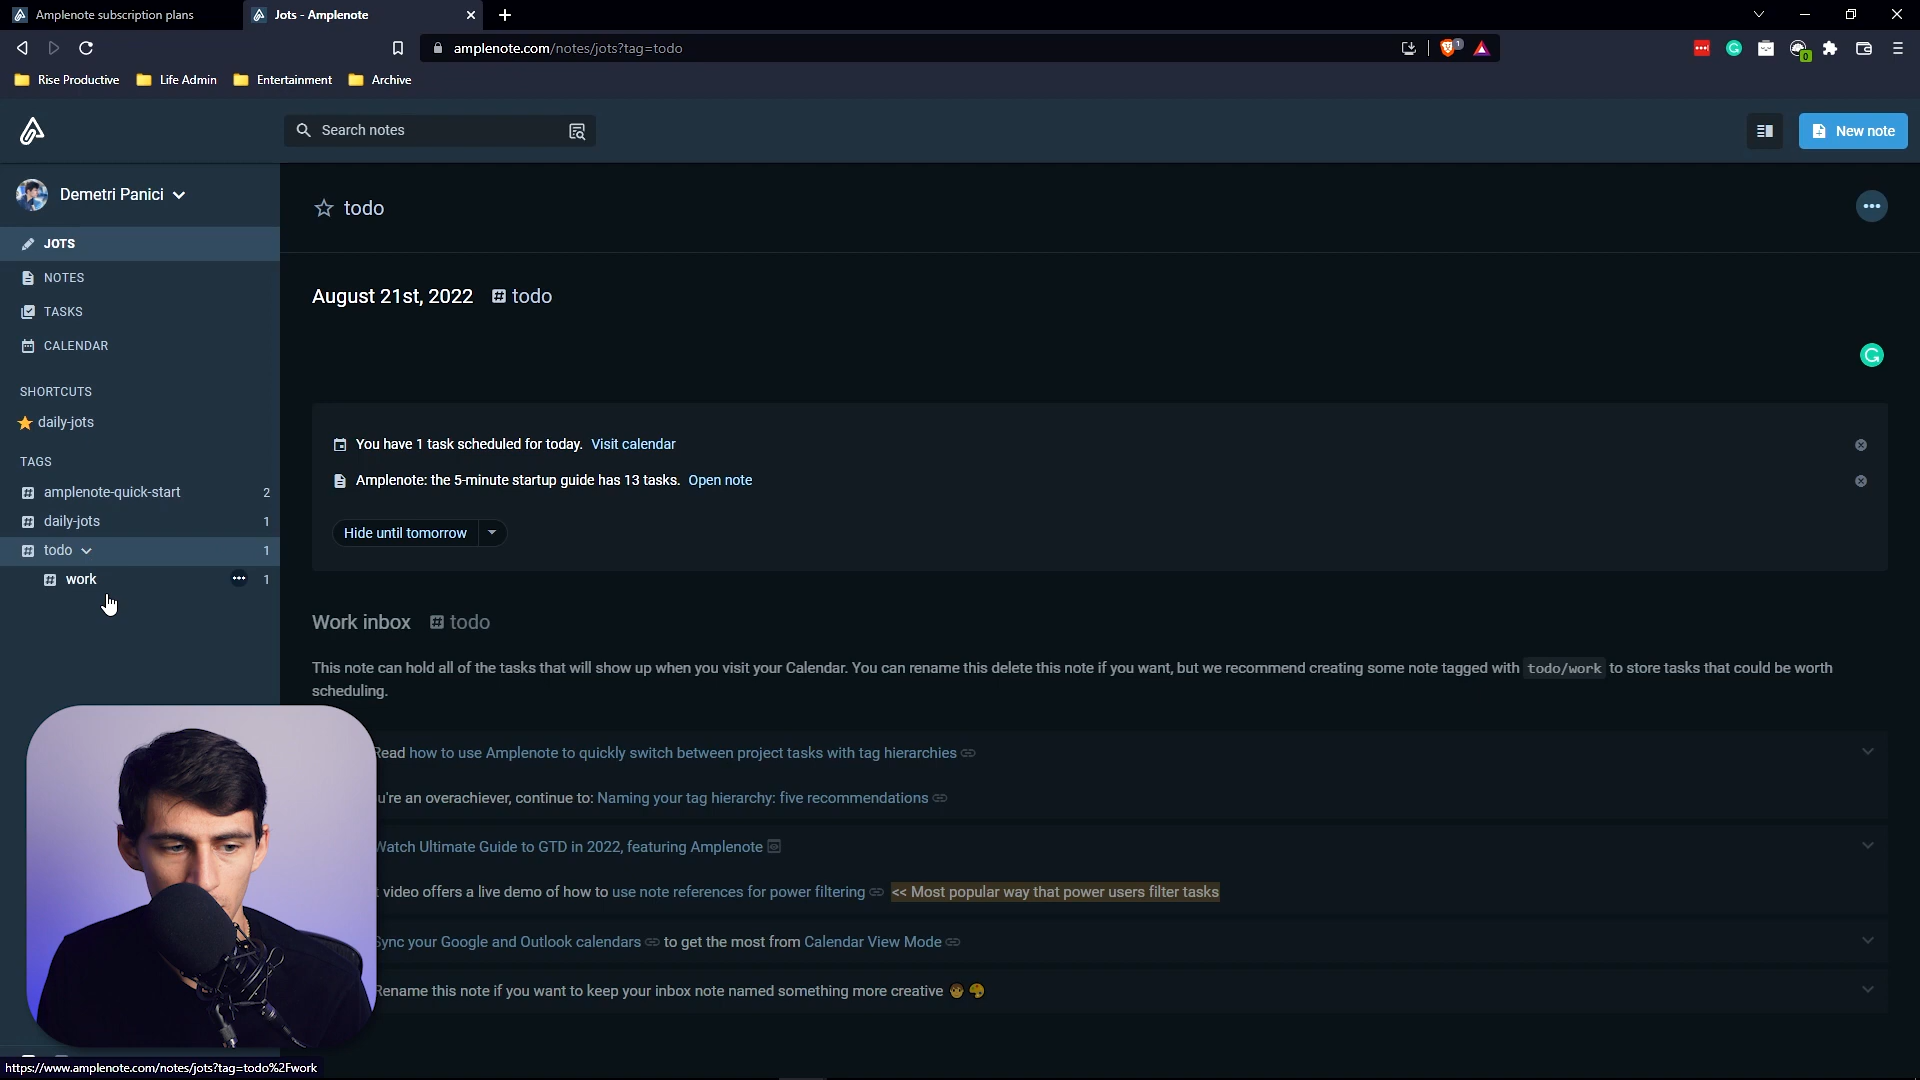 Amplenote subscription plans
Jots - Amplenote
amplenote.com/notes/jots?tag=todo
1
0
Rise Productive
Life Admin
Entertainment
Archive
Search notes
New note
Demetri Panici
JOTS
NOTES
TASKS
CALENDAR
SHORTCUTS
daily-jots
TAGS
amplenote-quick-start 2
daily-jots 1
todo 1
work 1
todo
August 21st, 2022 # todo
You have 1 task scheduled for today. Visit calendar
Amplenote: the 5-minute startup guide has 13 tasks. Open note
Hide until tomorrow
Work inbox # todo
This note can hold all of the tasks that will show up when you visit your Calendar. You can rename this delete this note if you want, but we recommend creating some note tagged with todo/work to store tasks that could be worth
scheduling.
Read how to use Amplenote to quickly switch between project tasks with tag hierarchies
u're an overachiever, continue to: Naming your tag hierarchy: five recommendations
Watch Ultimate Guide to GTD in 2022, featuring Amplenote
video offers a live demo of how to use note references for power filtering << Most popular way that power users filter tasks
Sync your Google and Outlook calendars to get the most from Calendar View Mode
Rename this note if you want to keep your inbox note named something more creative
https://www.amplenote.com/notes/jots?tag=todo%2Fwork